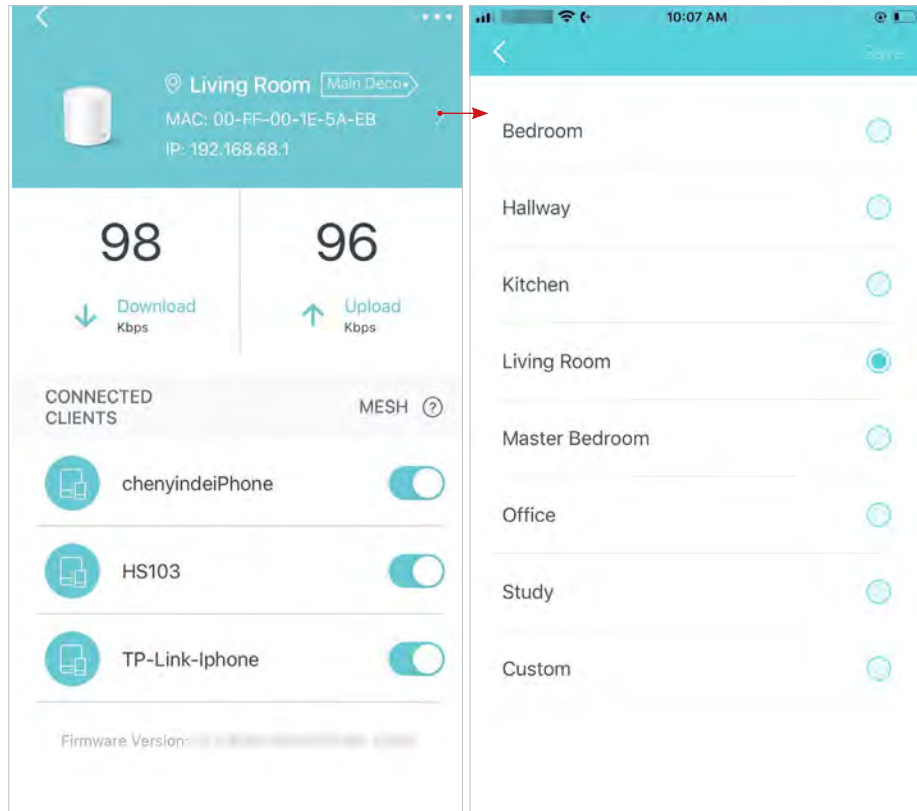 Living Room Main Deco
MAC: 00-FF-00-1E-5A-EB
IP: 192.168.68.1
98
96
Download
Kbps
Upload
Kbps
CONNECTED
CLIENTS
MESH ?
chenyindeiPhone
HS103
TP-Link-Iphone
Firmware Version:
10:07 AM
Save
Bedroom
Hallway
Kitchen
Living Room
Master Bedroom
Office
Study
Custom